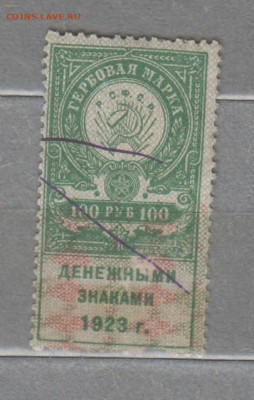 COINS.LAVE.RU
ГЕРБОВАЯ МАРКА
Р.С.Ф.С.Р.
100 РУБ 100
ДЕНЕЖНЫМИ
ЗНАКАМИ
1923 г.